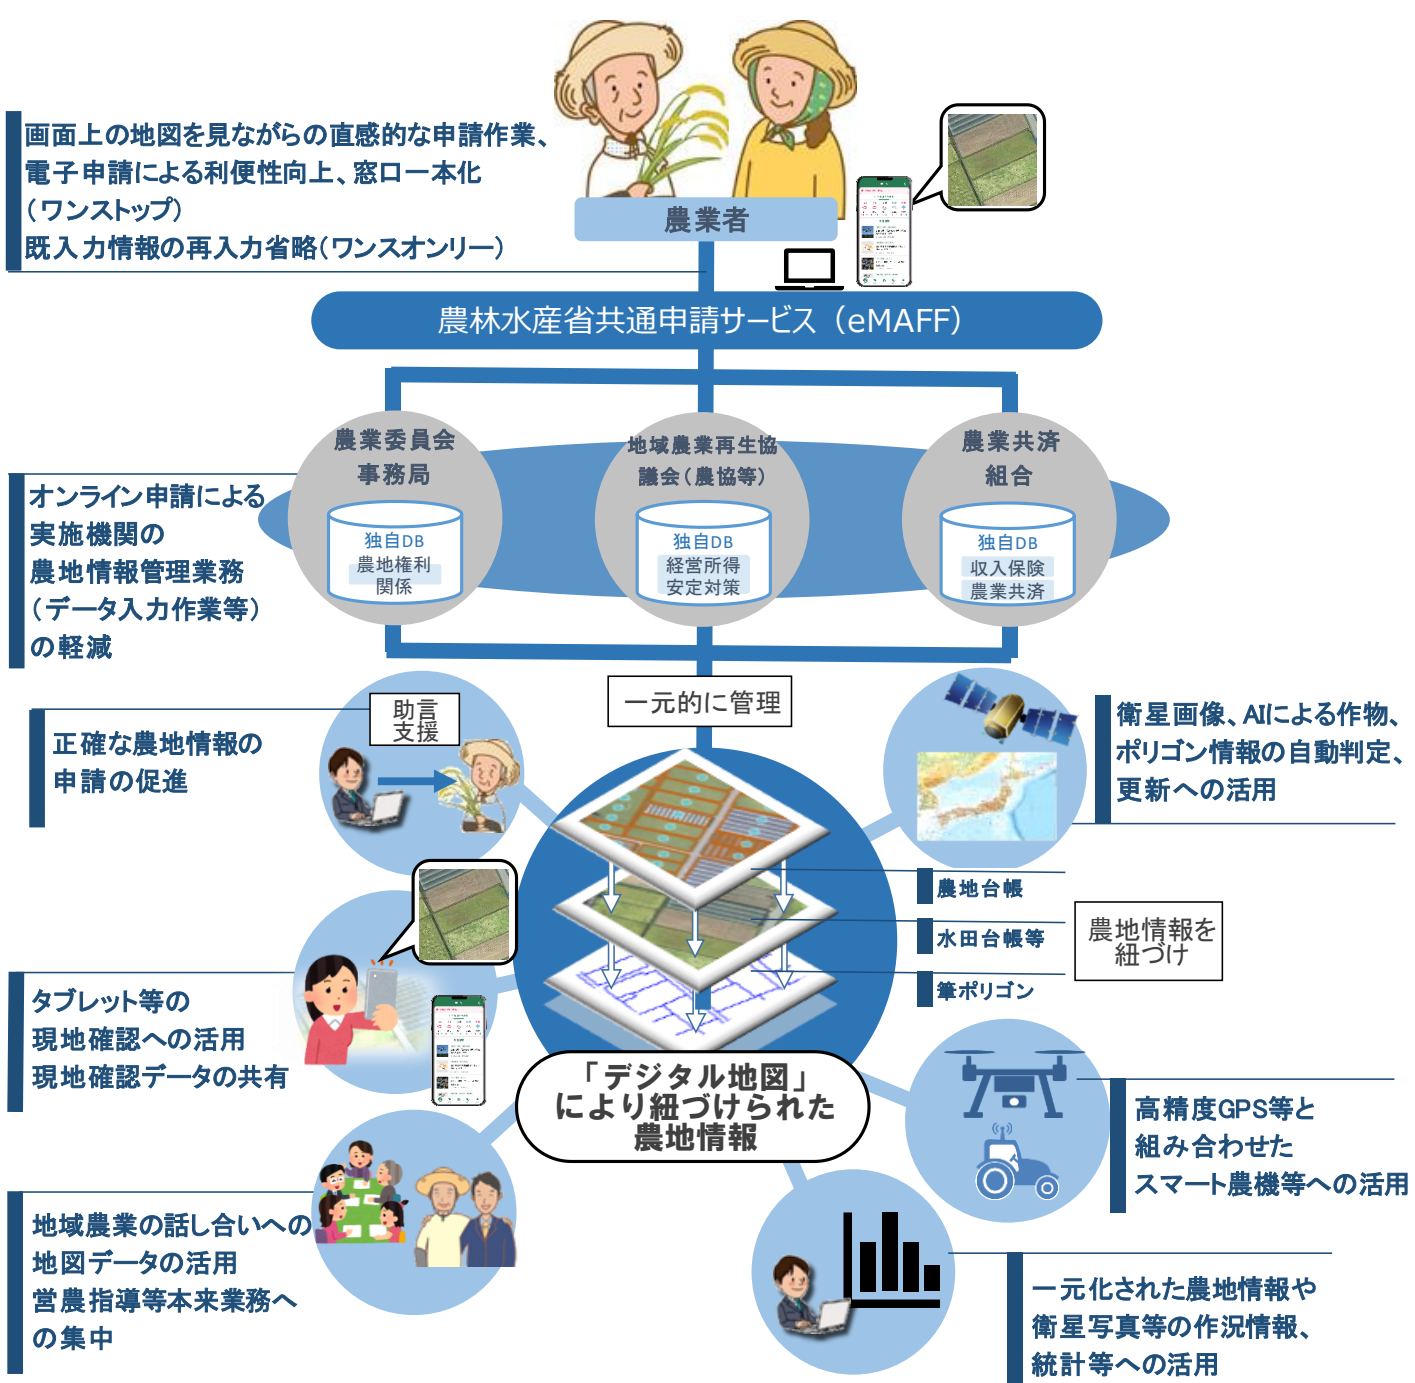 画面上の地図を見ながらの直感的な申請作業、
電子申請による利便性向上、窓口一本化
（ワンストップ）
既入力情報の再入力省略（ワンスオンリー）
農業者
農林水産省共通申請サービス（eMAFF）
農業委員会
事務局
独自DB
農地権利
関係
地域農業再生協
議会（農協等）
独自DB
経営所得
安定対策
農業共済
組合
独自DB
収入保険
農業共済
オンライン申請による
実施機関の
農地情報管理業務
（データ入力作業等）
の軽減
一元的に管理
助言
支援
正確な農地情報の
申請の促進
衛星画像、AIによる作物、
ポリゴン情報の自動判定、
更新への活用
農地台帳
水田台帳等
筆ポリゴン
農地情報を
紐づけ
タブレット等の
現地確認への活用
現地確認データの共有
「デジタル地図」
により紐づけられた
農地情報
高精度GPS等と
組み合わせた
スマート農機等への活用
地域農業の話し合いへの
地図データの活用
営農指導等本来業務へ
の集中
一元化された農地情報や
衛星写真等の作況情報、
統計等への活用